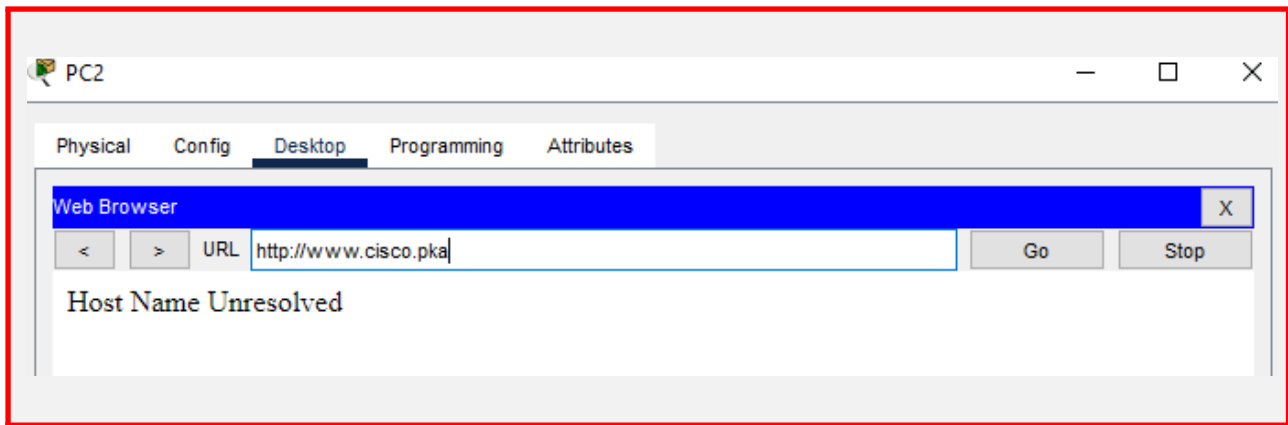 PC2
Physical Config Desktop Programming Attributes
Web Browser X
< > URL http://www.cisco.pka Go Stop
Host Name Unresolved